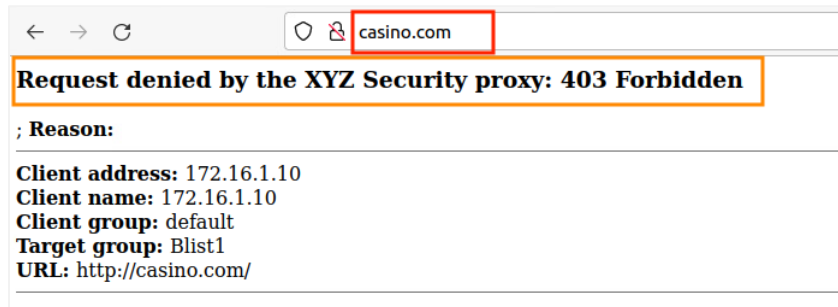 casino.com
Request denied by the XYZ Security proxy: 403 Forbidden
; Reason:
Client address: 172.16.1.10
Client name: 172.16.1.10
Client group: default
Target group: Blist1
URL: http://casino.com/